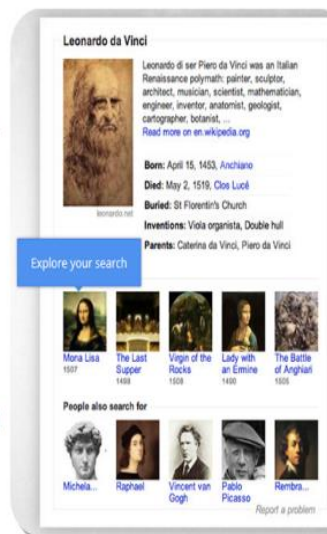 Leonardo da Vinci
Leonardo di ser Piero da Vinci was an Italian
Renaissance polymath: painter, sculptor,
architect, musician, scientist, mathematician,
engineer, inventor, anatomist, geologist,
cartographer, botanist, ...
Read more on en.wikipedia.org
leonardo.net
Born: April 15, 1453, Anchiano
Died: May 2, 1519, Clos Lucé
Buried: St Florentin's Church
Inventions: Viola organista, Double hull
Parents: Caterina da Vinci, Piero da Vinci
Explore your search
Mona Lisa
1507
The Last
Supper
1498
Virgin of the
Rocks
1508
Lady with
an Ermine
1490
The Battle
of Anghiari
1505
People also search for
Michela...
Raphael
Vincent van
Gogh
Pablo
Picasso
Rembra...
Report a problem